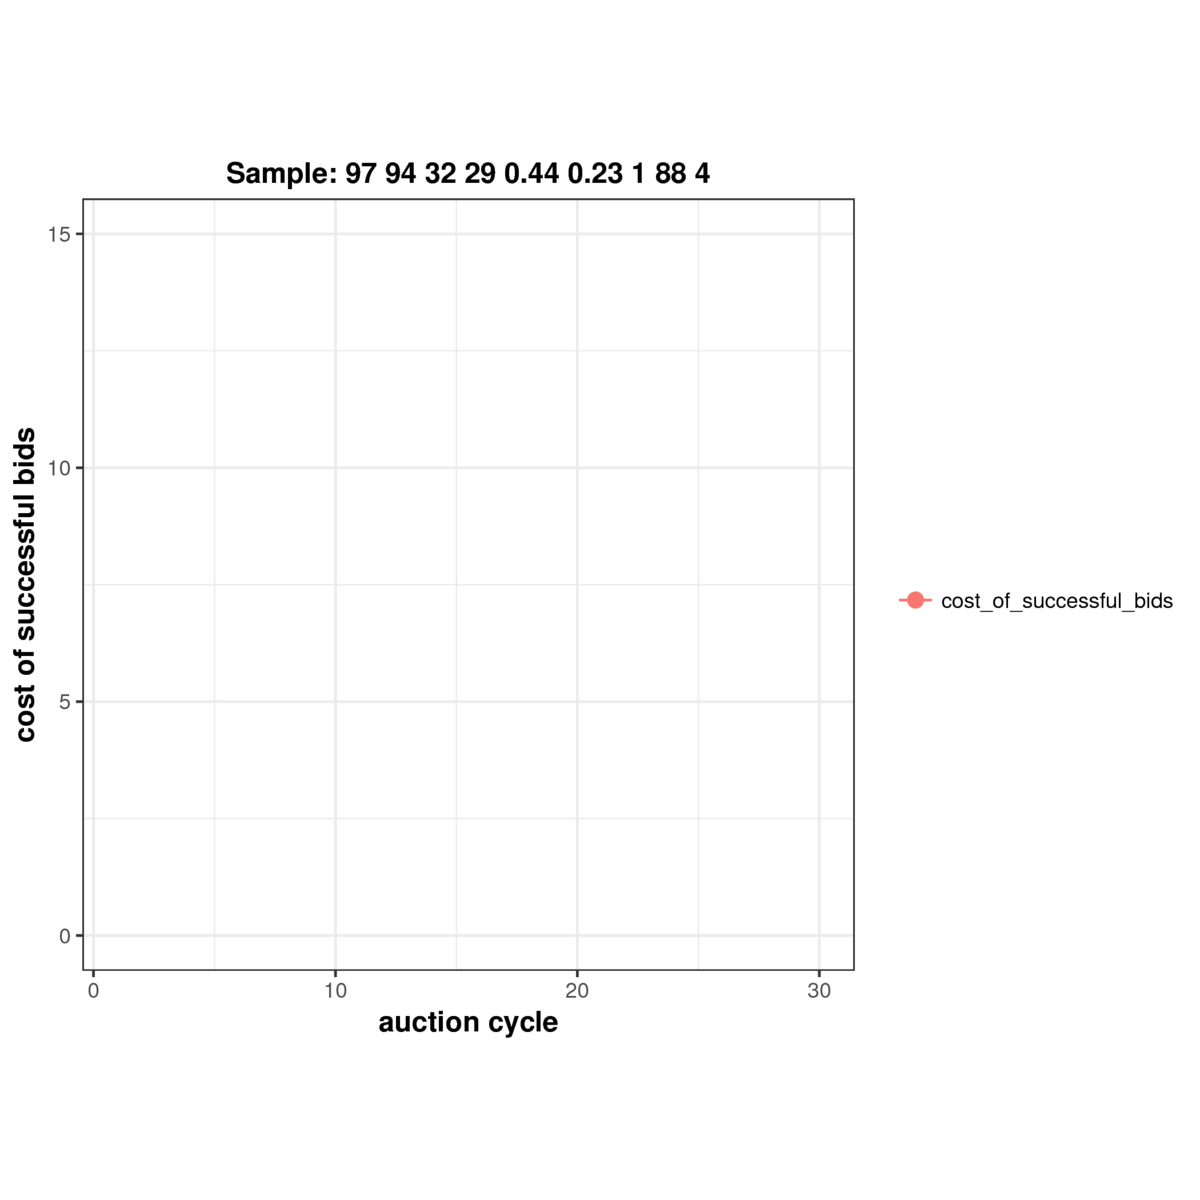 Sample: 97 94 32 29 0.44 0.23 1 88 4
15
10
5
0
cost of successful bids
0 10 20 30
auction cycle
cost_of_successful_bids